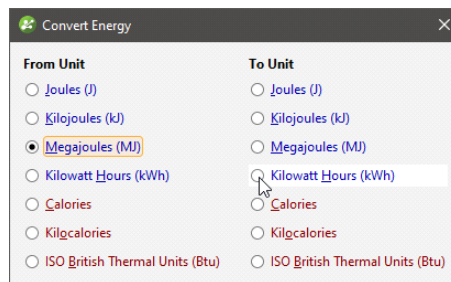 Convert Energy
From Unit To Unit
Joules (J) Joules (J)
Kilojoules (kJ) Kilojoules (kJ)
Megajoules (MJ) Megajoules (MJ)
Kilowatt Hours (kWh) Kilowatt Hours (kWh)
Calories Calories
Kilocalories Kilocalories
ISO British Thermal Units (Btu) ISO British Thermal Units (Btu)